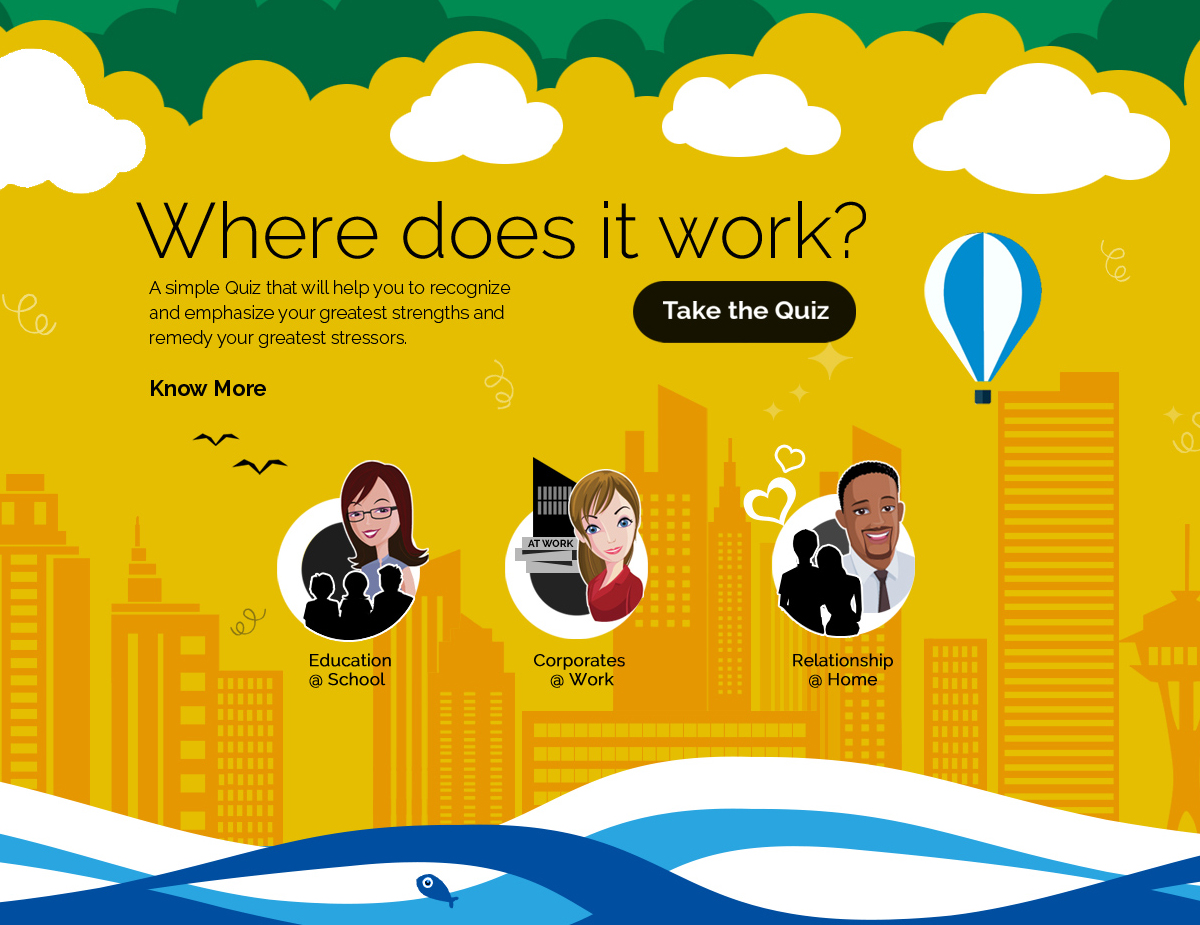 Where does it work?
A simple Quiz that will help you to recognize
and emphasize your greatest strengths and
remedy your greatest stressors.
Take the Quiz
Know More
AT WORK
Education
@ School
Corporates
@ Work
Relationship
@ Home